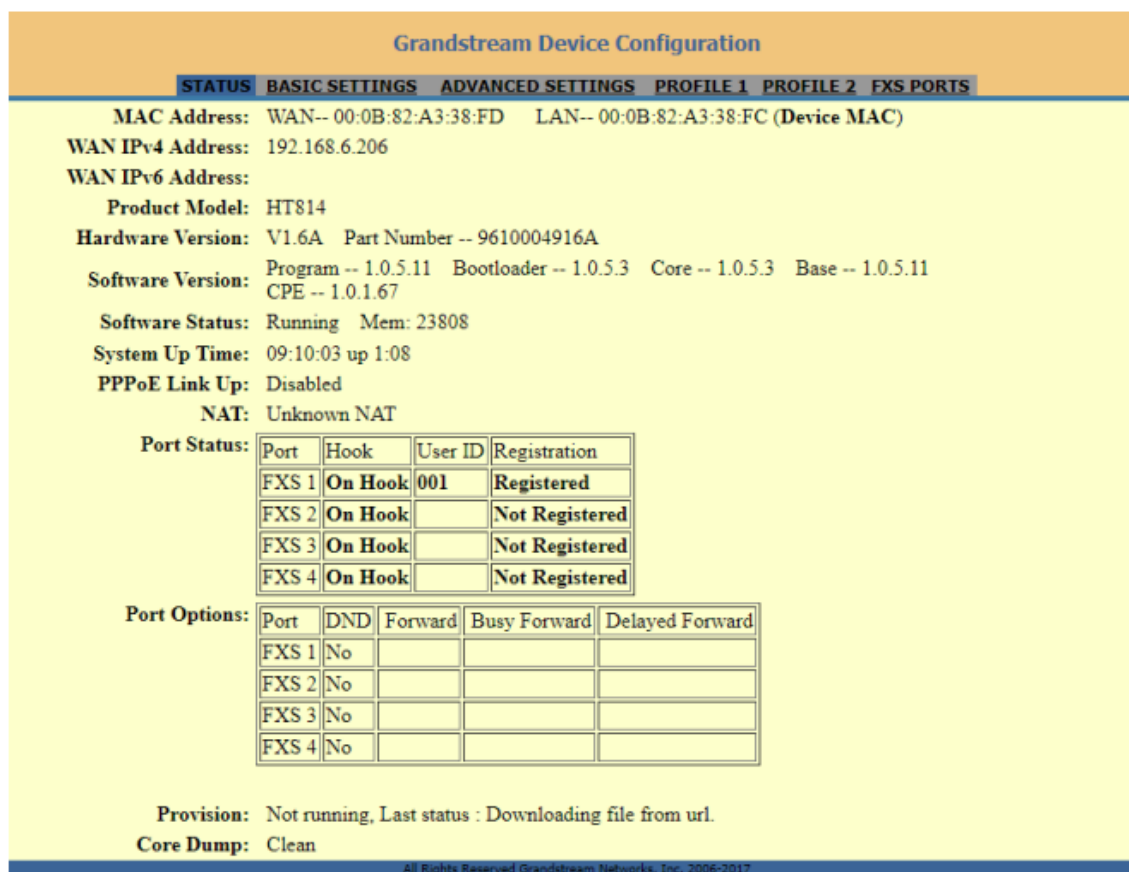 Grandstream Device Configuration
STATUS BASIC SETTINGS ADVANCED SETTINGS PROFILE 1 PROFILE 2 FXS PORTS
MAC Address: WAN-- 00:0B:82:A3:38:FD LAN-- 00:0B:82:A3:38:FC (Device MAC)
WAN IPv4 Address: 192.168.6.206
WAN IPv6 Address:
Product Model: HT814
Hardware Version: V1.6A Part Number -- 9610004916A
Software Version: Program -- 1.0.5.11 Bootloader -- 1.0.5.3 Core -- 1.0.5.3 Base -- 1.0.5.11
CPE -- 1.0.1.67
Software Status: Running Mem: 23808
System Up Time: 09:10:03 up 1:08
PPPoE Link Up: Disabled
NAT: Unknown NAT
Port Status: Port Hook User ID Registration
FXS 1 On Hook 001 Registered
FXS 2 On Hook Not Registered
FXS 3 On Hook Not Registered
FXS 4 On Hook Not Registered
Port Options: Port DND Forward Busy Forward Delayed Forward
FXS 1 No
FXS 2 No
FXS 3 No
FXS 4 No
Provision: Not running, Last status : Downloading file from url.
Core Dump: Clean
All Rights Reserved Grandstream Networks, Inc. 2006-2017